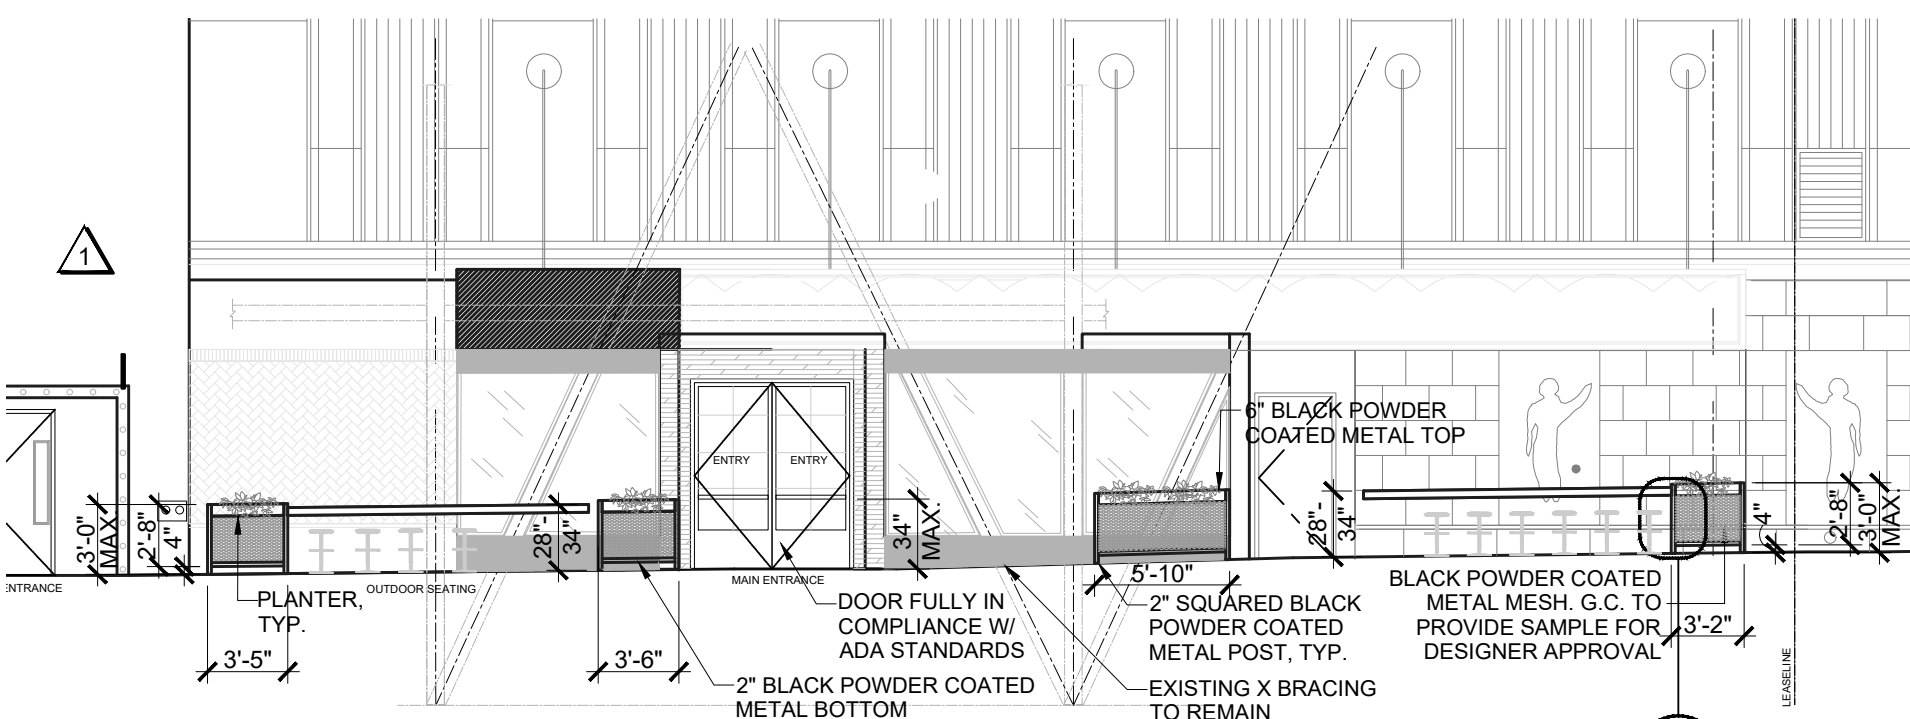 1
6" BLACK POWDER
COATED METAL TOP
ENTRY
ENTRY
3'-0"
MAX.
2'-8"
4"
28"-
34"
34"
MAX.
28"-
34"
4"
2'-8"
3'-0"
MAX.
ENTRANCE
OUTDOOR SEATING
MAIN ENTRANCE
5'-10"
PLANTER,
TYP.
DOOR FULLY IN
COMPLIANCE W/
ADA STANDARDS
2" SQUARED BLACK
POWDER COATED
METAL POST, TYP.
BLACK POWDER COATED
METAL MESH. G.C. TO
PROVIDE SAMPLE FOR
DESIGNER APPROVAL
3'-2"
3'-5"
3'-6"
2" BLACK POWDER COATED
METAL BOTTOM
EXISTING X BRACING
TO REMAIN
LEASELINE